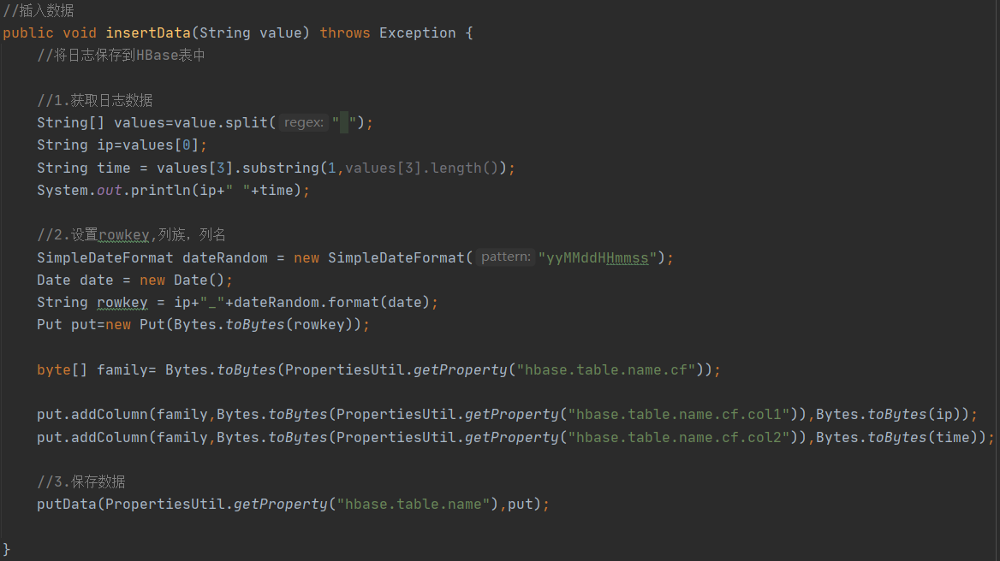 //插入数据
public void insertData(String value) throws Exception {
//将日志保存到HBase表中
//1.获取日志数据
String[] values=value.split( regex: " ");
String ip=values[0];
String time = values[3].substring(1,values[3].length());
System.out.println(ip+" "+time);
//2.设置rowkey,列族，列名
SimpleDateFormat dateRandom = new SimpleDateFormat( pattern: "yyMMddHHmmss");
Date date = new Date();
String rowkey = ip+"_"+dateRandom.format(date);
Put put=new Put(Bytes.toBytes(rowkey));
byte[] family= Bytes.toBytes(PropertiesUtil.getProperty("hbase.table.name.cf"));
put.addColumn(family,Bytes.toBytes(PropertiesUtil.getProperty("hbase.table.name.cf.col1")),Bytes.toBytes(ip));
put.addColumn(family,Bytes.toBytes(PropertiesUtil.getProperty("hbase.table.name.cf.col2")),Bytes.toBytes(time));
//3.保存数据
putData(PropertiesUtil.getProperty("hbase.table.name"),put);
}